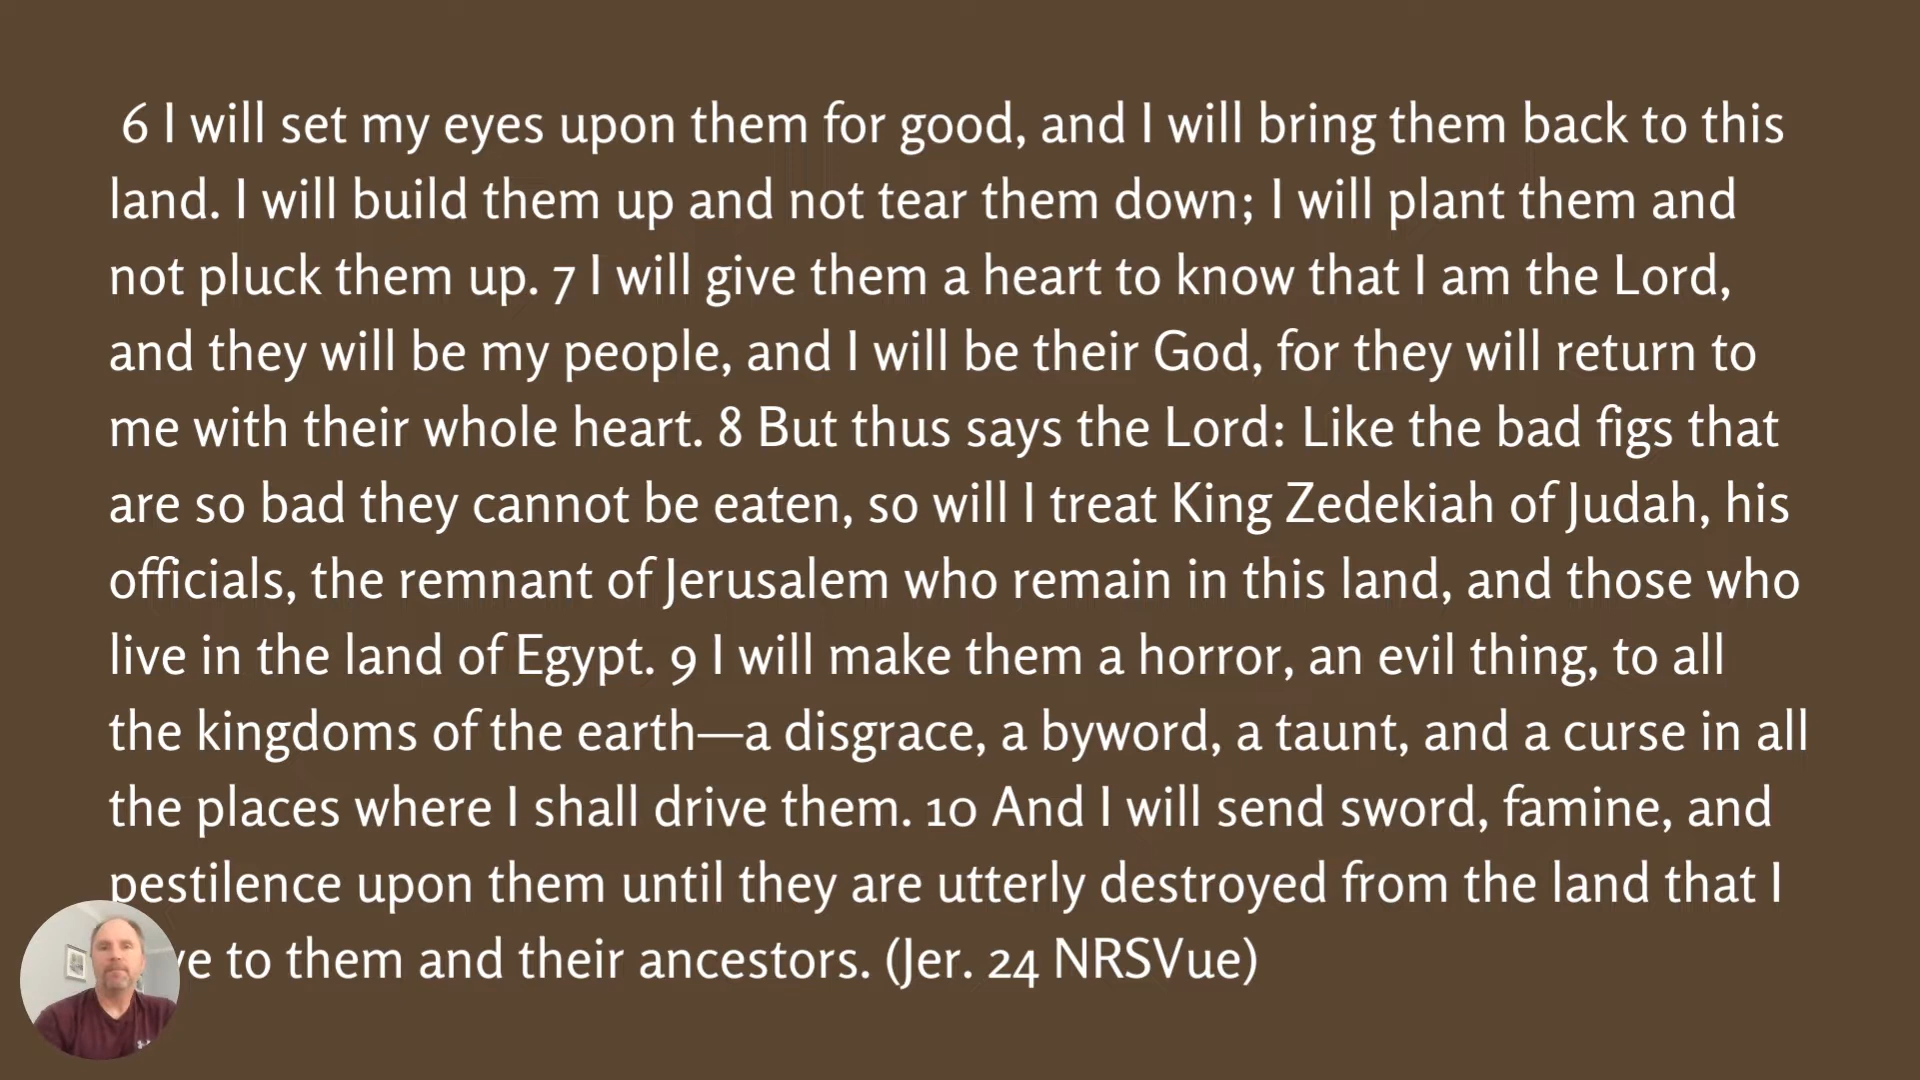 6 I will set my eyes upon them for good, and I will bring them back to this
land. I will build them up and not tear them down; I will plant them and
not pluck them up. 7 I will give them a heart to know that I am the Lord,
and they will be my people, and I will be their God, for they will return to
me with their whole heart. 8 But thus says the Lord: Like the bad figs that
are so bad they cannot be eaten, so will I treat King Zedekiah of Judah, his
officials, the remnant of Jerusalem who remain in this land, and those who
live in the land of Egypt. 9 I will make them a horror, an evil thing, to all
the kingdoms of the earth—a disgrace, a byword, a taunt, and a curse in all
the places where I shall drive them. 10 And I will send sword, famine, and
pestilence upon them until they are utterly destroyed from the land that I
to them and their ancestors. (Jer. 24 NRSVue)